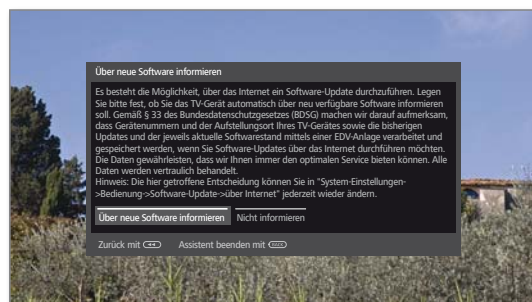 Über neue Software informieren
Es besteht die Möglichkeit, über das Internet ein Software-Update durchzuführen. Legen
Sie bitte fest, ob Sie das TV-Gerät automatisch über neu verfügbare Software informieren
soll. Gemäß § 33 des Bundesdatenschutzgesetzes (BDSG) machen wir darauf aufmerksam,
dass Gerätenummern und der Aufstellungsort Ihres TV-Gerätes sowie die bisherigen
Updates und der jeweils aktuelle Softwarestand mittels einer EDV-Anlage verarbeitet und
gespeichert werden, wenn Sie Software-Updates über das Internet durchführen möchten.
Die Daten gewährleisten, dass wir Ihnen immer den optimalen Service bieten können. Alle
Daten werden vertraulich behandelt.
Hinweis: Die hier getroffene Entscheidung können Sie in "System-Einstellungen-
>Bedienung->Software-Update->über Internet" jederzeit wieder ändern.
Über neue Software informieren Nicht informieren
Zurück mit Assistent beenden mit BACK